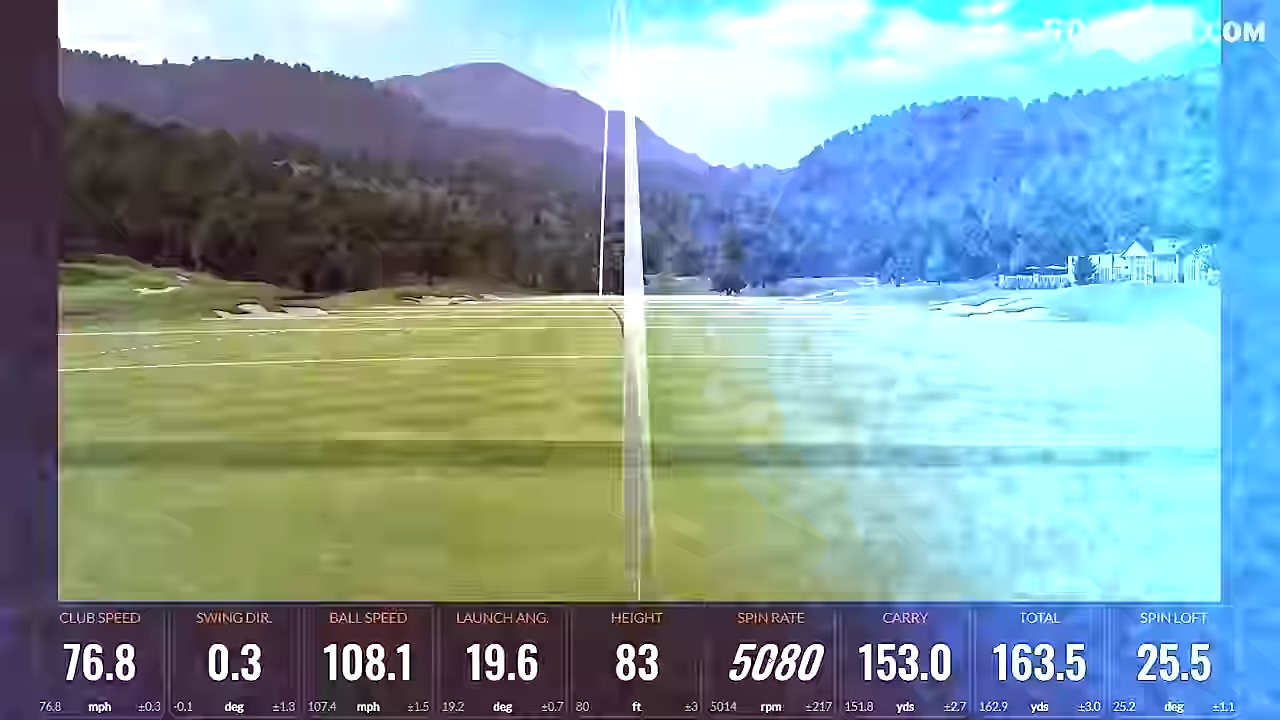 .COM
CLUB SPEED SWING DIR. BALL SPEED LAUNCH ANG. HEIGHT SPIN RATE CARRY TOTAL SPIN LOFT
76.8 0.3 108.1 19.6 83 5080 153.0 163.5 25.5
76.8 mph ±0.3 -0.1 deg ±1.3 107.4 mph ±1.5 19.2 deg ±0.7 80 ft ±3 5014 rpm ±217 151.8 yds ±2.7 162.9 yds ±3.0 25.2 deg ±1.1